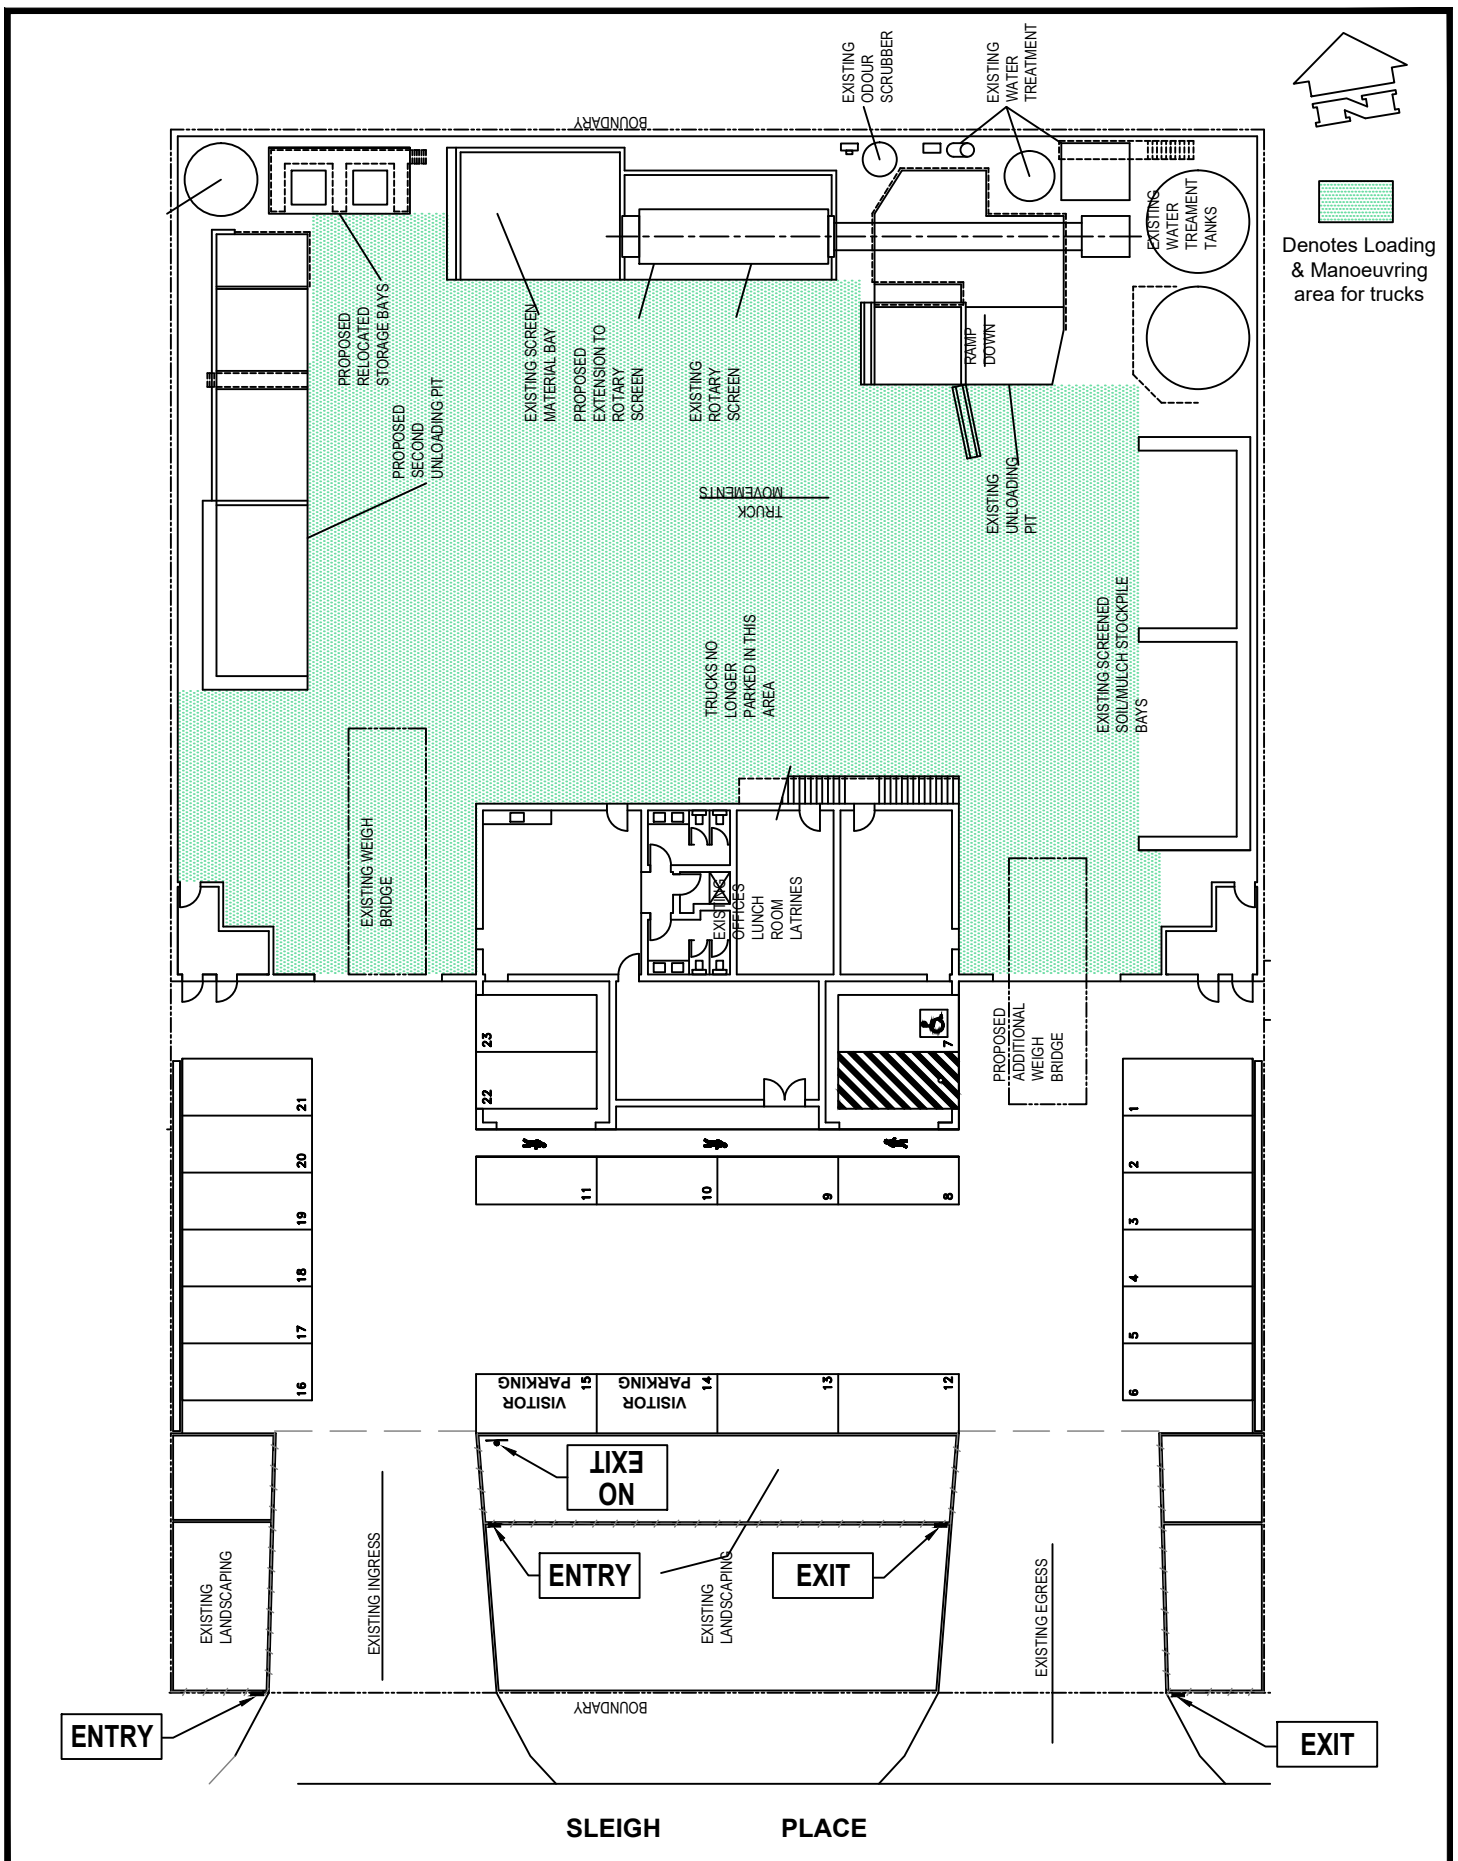 EXISTING
ODOUR
SCRUBBER
EXISTING
WATER
TREATMENT
N
BOUNDARY
EXISTING
WATER
TREAMENT
TANKS
Denotes Loading
& Manoeuvring
area for trucks
PROPOSED
RELOCATED
STORAGE BAYS
EXISTING SCREEN
MATERIAL BAY
PROPOSED
EXTENSION TO
ROTARY
SCREEN
EXISTING
ROTARY
SCREEN
RAMP
DOWN
PROPOSED
SECOND
UNLOADING PIT
TRUCK
MOVEMENTS
EXISTING
UNLOADING
PIT
TRUCKS NO
LONGER
PARKED IN THIS
AREA
EXISTING SCREENED
SOIL/MULCH STOCKPILE
BAYS
EXISTING WEIGH
BRIDGE
EXISTING
OFFICES
LUNCH
ROOM
LATRINES
PROPOSED
ADDITIONAL
WEIGH
BRIDGE
23
22
7
21
20
19
18
17
16
11
10
9
8
1
2
3
4
5
6
VISITOR
PARKING
15
VISITOR
PARKING
14
13
12
NO
EXIT
ENTRY
EXIT
EXISTING
LANDSCAPING
EXISTING INGRESS
EXISTING
LANDSCAPING
EXISTING EGRESS
BOUNDARY
ENTRY
EXIT
SLEIGH PLACE